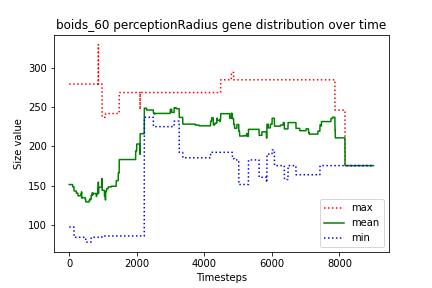 boids_60 perceptionRadius gene distribution over time
Size value
300
250
200
150
100
0
2000
4000
6000
8000
Timesteps
max
mean
min